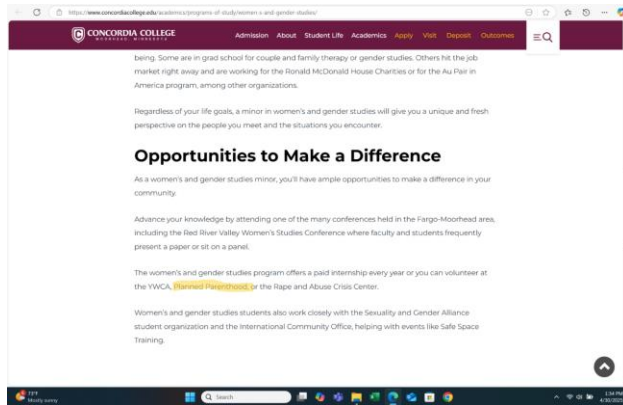 https://www.concordiacollege.edu/academics/programs-of-study/women-s-and-gender-studies/
CONCORDIA COLLEGE
MOORHEAD, MINNESOTA
Admission About Student Life Academics Apply Visit Deposit Outcomes
being. Some are in grad school for couple and family therapy or gender studies. Others hit the job
market right away and are working for the Ronald McDonald House Charities or for the Au Pair in
America program, among other organizations.
Regardless of your life goals, a minor in women's and gender studies will give you a unique and fresh
perspective on the people you meet and the situations you encounter.
Opportunities to Make a Difference
As a women's and gender studies minor, you'll have ample opportunities to make a difference in your
community.
Advance your knowledge by attending one of the many conferences held in the Fargo-Moorhead area,
including the Red River Valley Women's Studies Conference where faculty and students frequently
present a paper or sit on a panel.
The women's and gender studies program offers a paid internship every year or you can volunteer at
the YWCA, Planned Parenthood, or the Rape and Abuse Crisis Center.
Women's and gender studies students also work closely with the Sexuality and Gender Alliance
student organization and the International Community Office, helping with events like Safe Space
Training.
Mostly sunny
Search
1:34 PM
4/30/2025